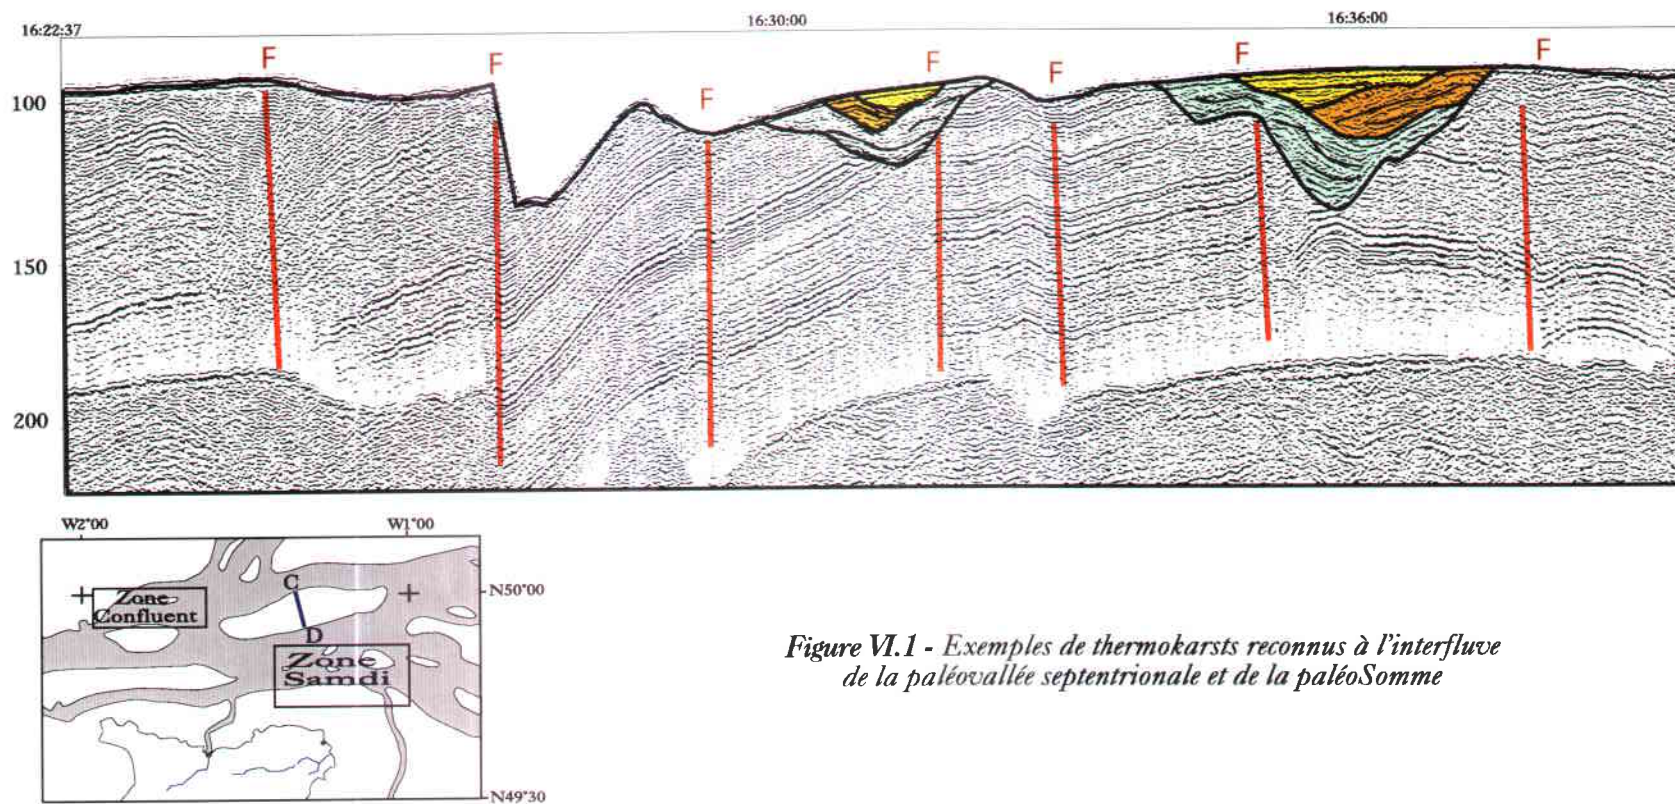 16:22:37
16:30:00
16:36:00
F
F
F
F
F
F
F
100
150
200
W2°00
W1°00
C
N50°00
Zone
Confluent
D
Zone
Samdi
N49°30
Figure VI.1 - Exemples de thermokarsts reconnus à l'interfluve
de la paléovallée septentrionale et de la paléoSomme